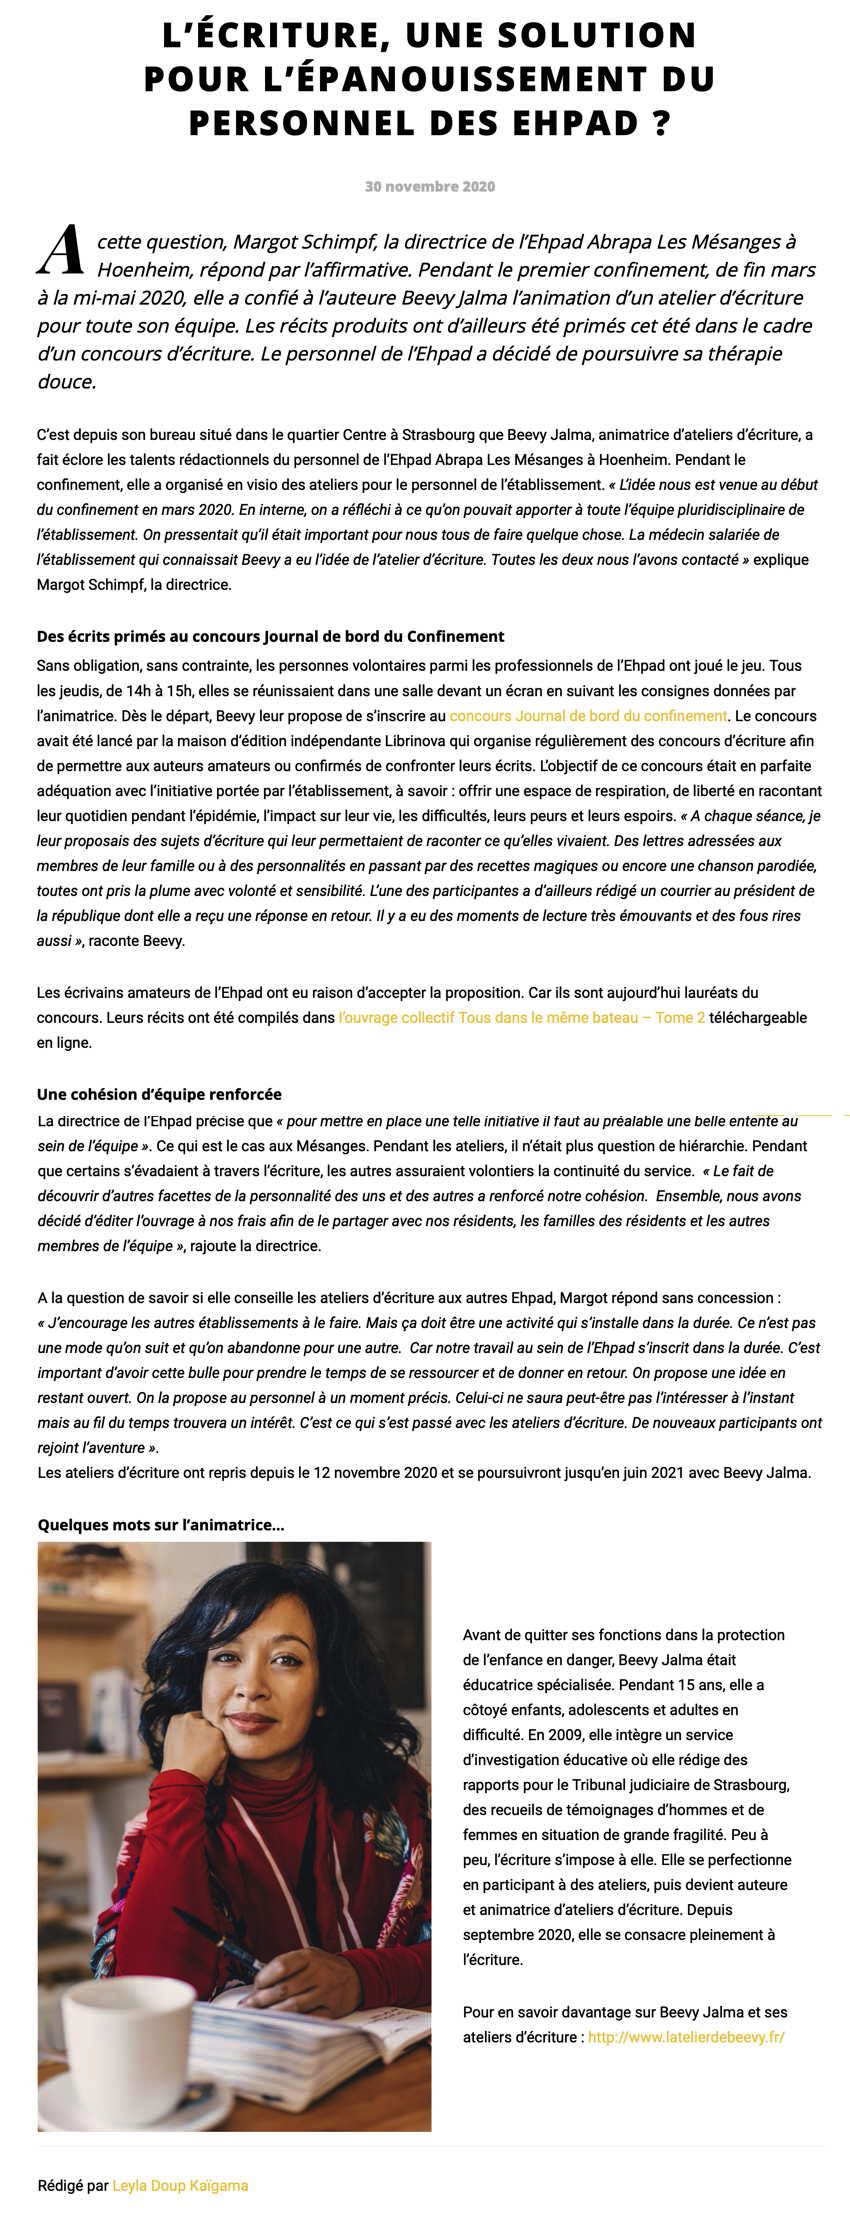 L’ÉCRITURE, UNE SOLUTION
POUR L’ÉPANOUISSEMENT DU
PERSONNEL DES EHPAD ?
30 novembre 2020
A cette question, Margot Schimpf, la directrice de l’Ehpad Abrapa Les Mésanges à
Hoenheim, répond par l’affirmative. Pendant le premier confinement, de fin mars
à la mi-mai 2020, elle a confié à l’auteure Beevy Jalma l’animation d’un atelier d’écriture
pour toute son équipe. Les récits produits ont d’ailleurs été primés cet été dans le cadre
d’un concours d’écriture. Le personnel de l’Ehpad a décidé de poursuivre sa thérapie
douce.
C’est depuis son bureau situé dans le quartier Centre à Strasbourg que Beevy Jalma, animatrice d’ateliers d’écriture, a
fait éclore les talents rédactionnels du personnel de l’Ehpad Abrapa Les Mésanges à Hoenheim. Pendant le
confinement, elle a organisé en visio des ateliers pour le personnel de l’établissement. « L’idée nous est venue au début
du confinement en mars 2020. En interne, on a réfléchi à ce qu’on pouvait apporter à toute l’équipe pluridisciplinaire de
l’établissement. On pressentait qu’il était important pour nous tous de faire quelque chose. La médecin salariée de
l’établissement qui connaissait Beevy a eu l’idée de l’atelier d’écriture. Toutes les deux nous l’avons contacté » explique
Margot Schimpf, la directrice.
Des écrits primés au concours Journal de bord du Confinement
Sans obligation, sans contrainte, les personnes volontaires parmi les professionnels de l’Ehpad ont joué le jeu. Tous
les jeudis, de 14h à 15h, elles se réunissaient dans une salle devant un écran en suivant les consignes données par
l’animatrice. Dès le départ, Beevy leur propose de s’inscrire au concours Journal de bord du confinement. Le concours
avait été lancé par la maison d’édition indépendante Librinova qui organise régulièrement des concours d’écriture afin
de permettre aux auteurs amateurs ou confirmés de confronter leurs écrits. L’objectif de ce concours était en parfaite
adéquation avec l’initiative portée par l’établissement, à savoir : offrir une espace de respiration, de liberté en racontant
leur quotidien pendant l’épidémie, l’impact sur leur vie, les difficultés, leurs peurs et leurs espoirs. « A chaque séance, je
leur proposais des sujets d’écriture qui leur permettaient de raconter ce qu’elles vivaient. Des lettres adressées aux
membres de leur famille ou à des personnalités en passant par des recettes magiques ou encore une chanson parodiée,
toutes ont pris la plume avec volonté et sensibilité. L’une des participantes a d’ailleurs rédigé un courrier au président de
la république dont elle a reçu une réponse en retour. Il y a eu des moments de lecture très émouvants et des fous rires
aussi », raconte Beevy.
Les écrivains amateurs de l’Ehpad ont eu raison d’accepter la proposition. Car ils sont aujourd’hui lauréats du
concours. Leurs récits ont été compilés dans l’ouvrage collectif Tous dans le même bateau – Tome 2 téléchargeable
en ligne.
Une cohésion d’équipe renforcée
La directrice de l’Ehpad précise que « pour mettre en place une telle initiative il faut au préalable une belle entente au
sein de l’équipe ». Ce qui est le cas aux Mésanges. Pendant les ateliers, il n’était plus question de hiérarchie. Pendant
que certains s’évadaient à travers l’écriture, les autres assuraient volontiers la continuité du service. « Le fait de
découvrir d’autres facettes de la personnalité des uns et des autres a renforcé notre cohésion. Ensemble, nous avons
décidé d’éditer l’ouvrage à nos frais afin de le partager avec nos résidents, les familles des résidents et les autres
membres de l’équipe », rajoute la directrice.
A la question de savoir si elle conseille les ateliers d’écriture aux autres Ehpad, Margot répond sans concession :
« J’encourage les autres établissements à le faire. Mais ça doit être une activité qui s’installe dans la durée. Ce n’est pas
une mode qu’on suit et qu’on abandonne pour une autre. Car notre travail au sein de l’Ehpad s’inscrit dans la durée. C’est
important d’avoir cette bulle pour prendre le temps de se ressourcer et de donner en retour. On propose une idée en
restant ouvert. On la propose au personnel à un moment précis. Celui-ci ne saura peut-être pas l’intéresser à l’instant
mais au fil du temps trouvera un intérêt. C’est ce qui s’est passé avec les ateliers d’écriture. De nouveaux participants ont
rejoint l’aventure ».
Les ateliers d’écriture ont repris depuis le 12 novembre 2020 et se poursuivront jusqu’en juin 2021 avec Beevy Jalma.
Quelques mots sur l’animatrice…
Avant de quitter ses fonctions dans la protection
de l’enfance en danger, Beevy Jalma était
éducatrice spécialisée. Pendant 15 ans, elle a
côtoyé enfants, adolescents et adultes en
difficulté. En 2009, elle intègre un service
d’investigation éducative où elle rédige des
rapports pour le Tribunal judiciaire de Strasbourg,
des recueils de témoignages d’hommes et de
femmes en situation de grande fragilité. Peu à
peu, l’écriture s’impose à elle. Elle se perfectionne
en participant à des ateliers, puis devient auteure
et animatrice d’ateliers d’écriture. Depuis
septembre 2020, elle se consacre pleinement à
l’écriture.
Pour en savoir davantage sur Beevy Jalma et ses
ateliers d’écriture : http://www.latelierdebeevy.fr/
Rédigé par Leyla Doup Kaïgama